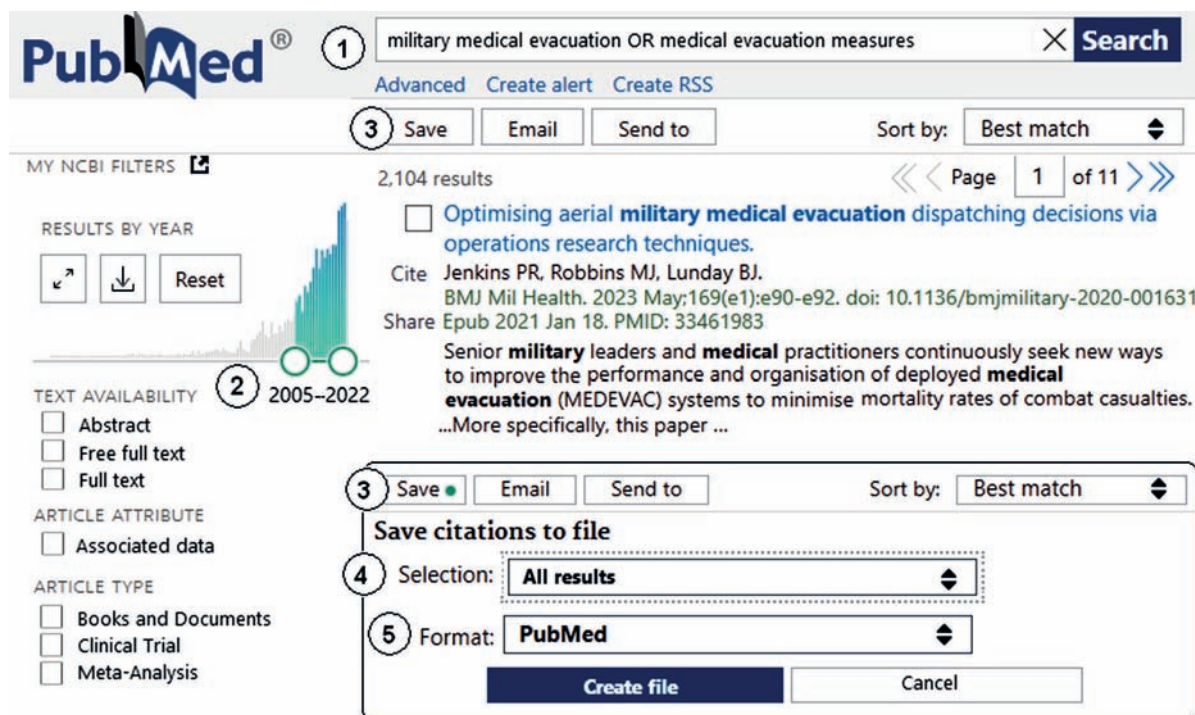 PubMed®
1 military medical evacuation OR medical evacuation measures Search
Advanced Create alert Create RSS
3 Save Email Send to Sort by: Best match
MY NCBI FILTERS
2,104 results Page 1 of 11
RESULTS BY YEAR
Reset
2 2005--2022
TEXT AVAILABILITY
Abstract
Free full text
Full text
ARTICLE ATTRIBUTE
Associated data
ARTICLE TYPE
Books and Documents
Clinical Trial
Meta-Analysis
Optimising aerial military medical evacuation dispatching decisions via
operations research techniques.
Cite Jenkins PR, Robbins MJ, Lunday BJ.
BMJ Mil Health. 2023 May;169(e1):e90-e92. doi: 10.1136/bmjmilitary-2020-001631
Share Epub 2021 Jan 18. PMID: 33461983
Senior military leaders and medical practitioners continuously seek new ways
to improve the performance and organisation of deployed medical
evacuation (MEDEVAC) systems to minimise mortality rates of combat casualties.
...More specifically, this paper ...
3 Save Email Send to Sort by: Best match
Save citations to file
4 Selection: All results
5 Format: PubMed
Create file Cancel